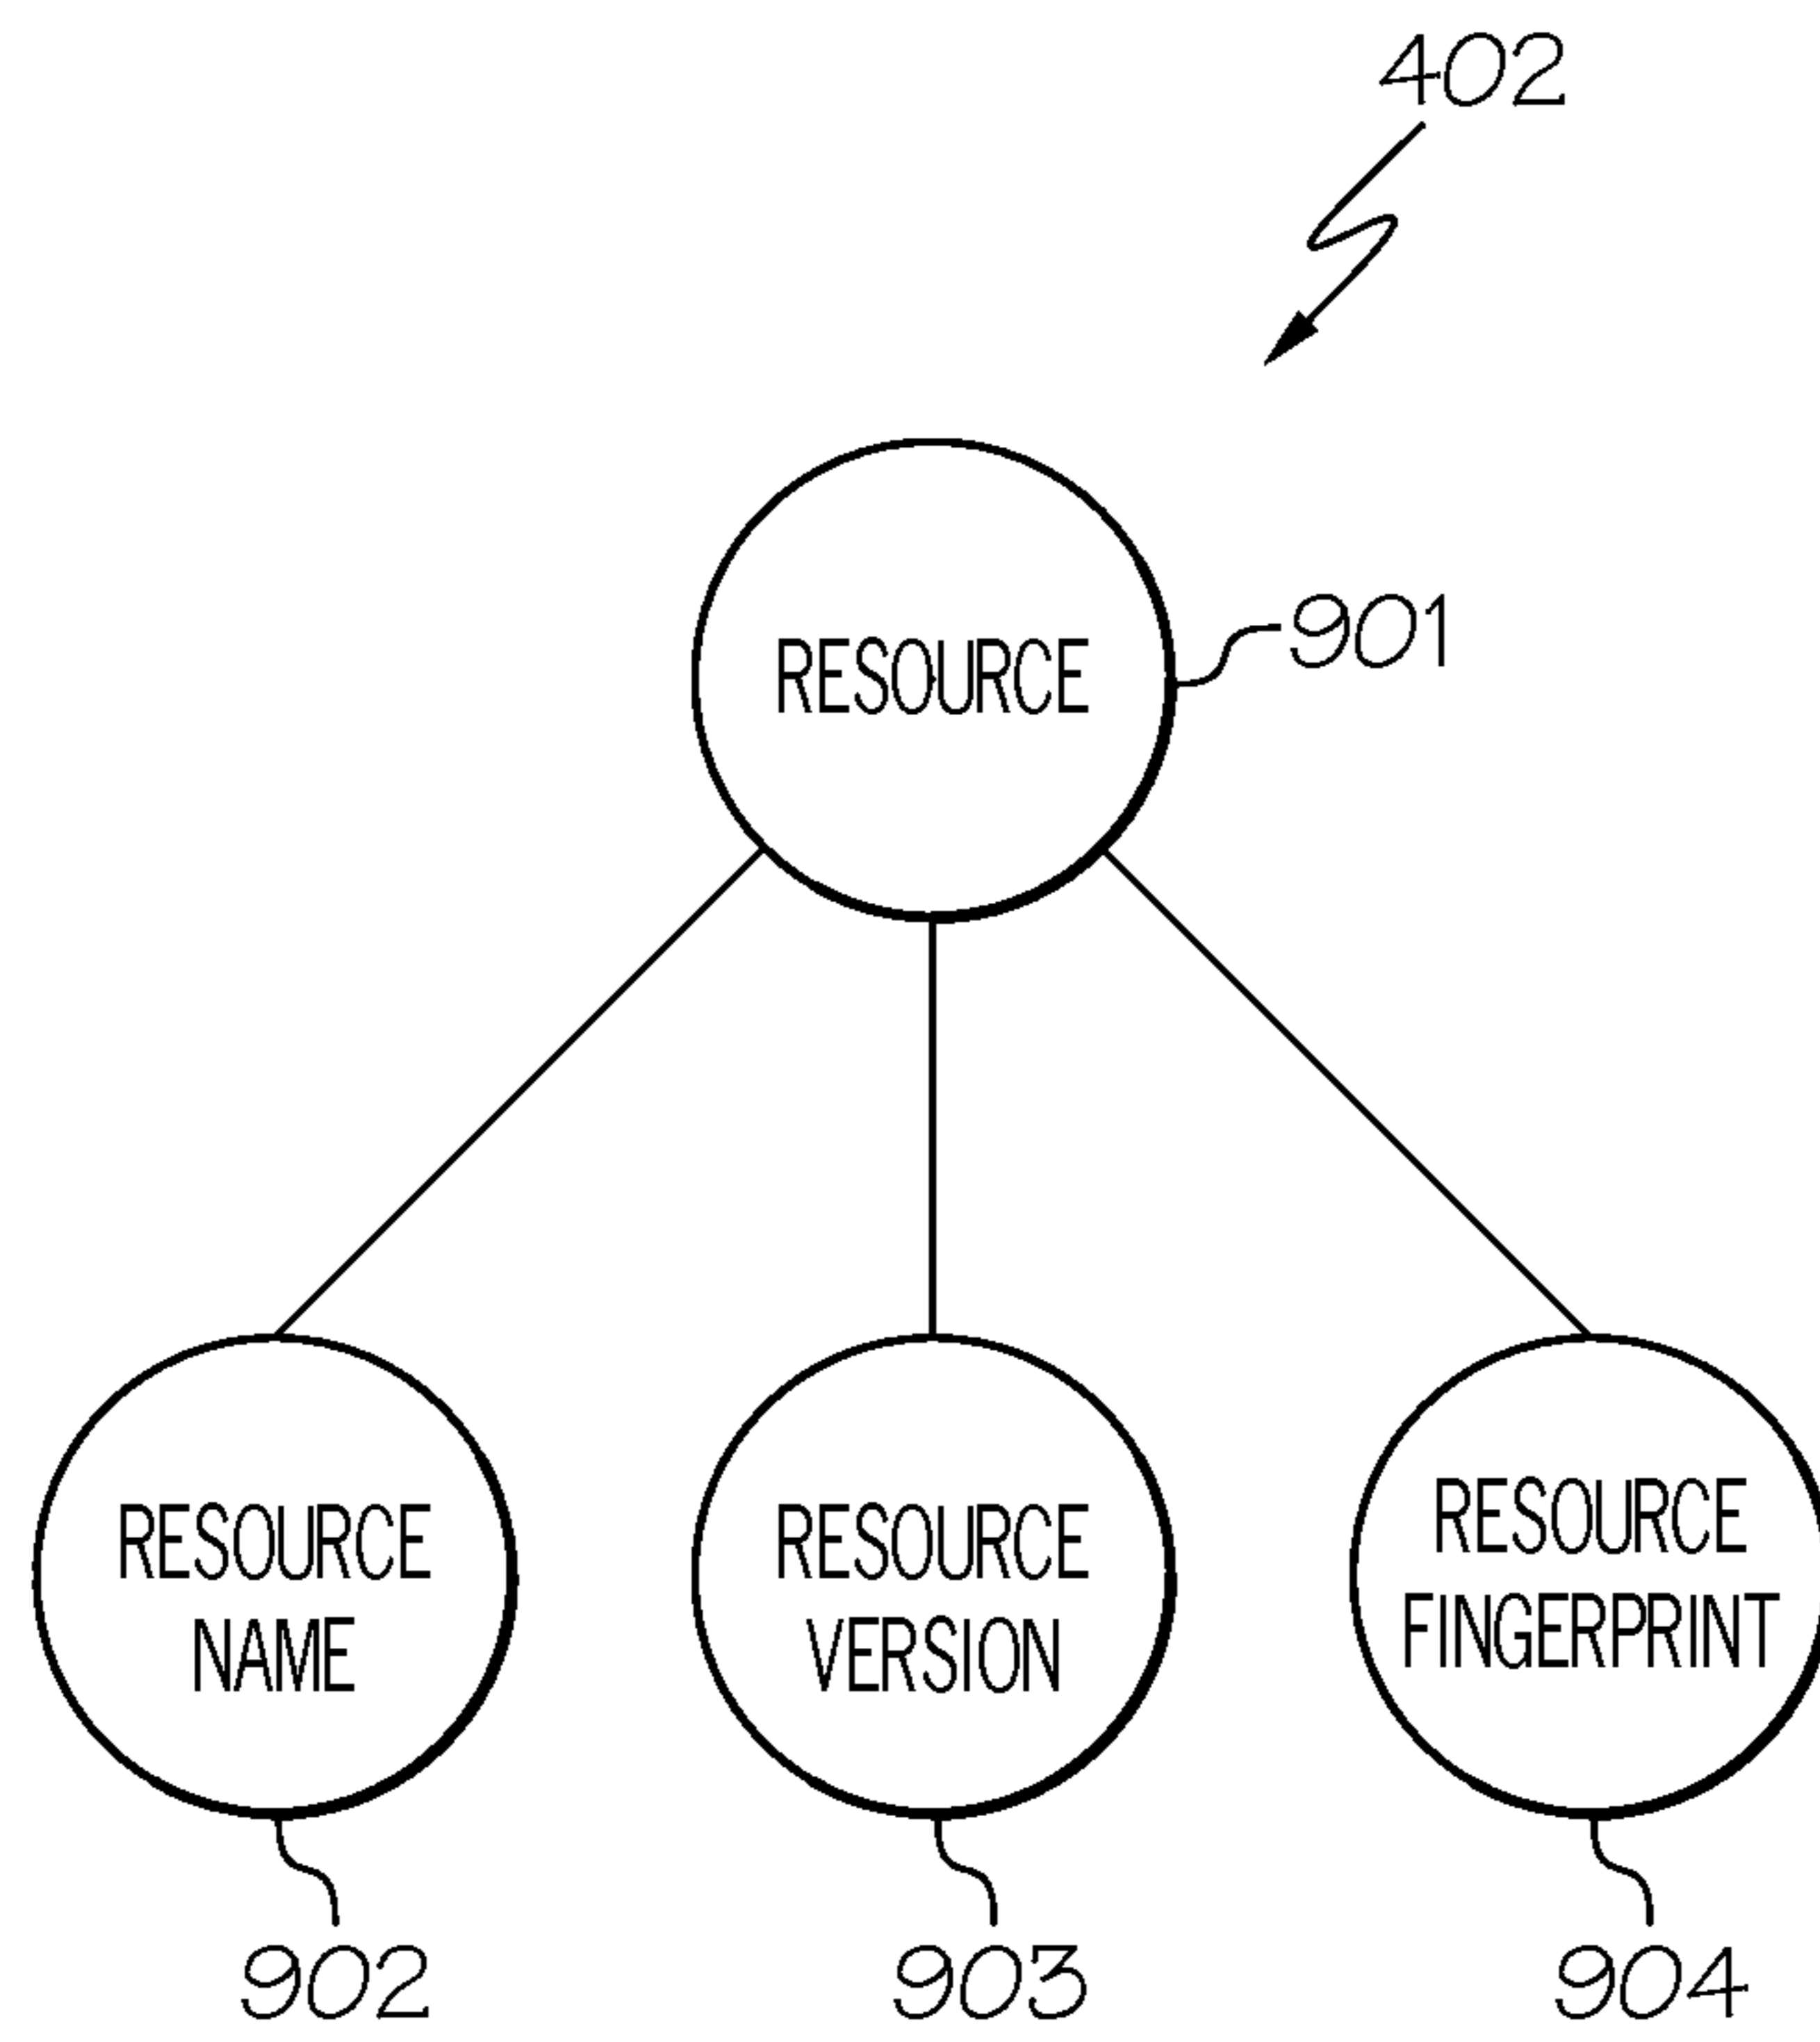 402
RESOURCE
901
RESOURCE
NAME
RESOURCE
VERSION
RESOURCE
FINGERPRINT
902
903
904